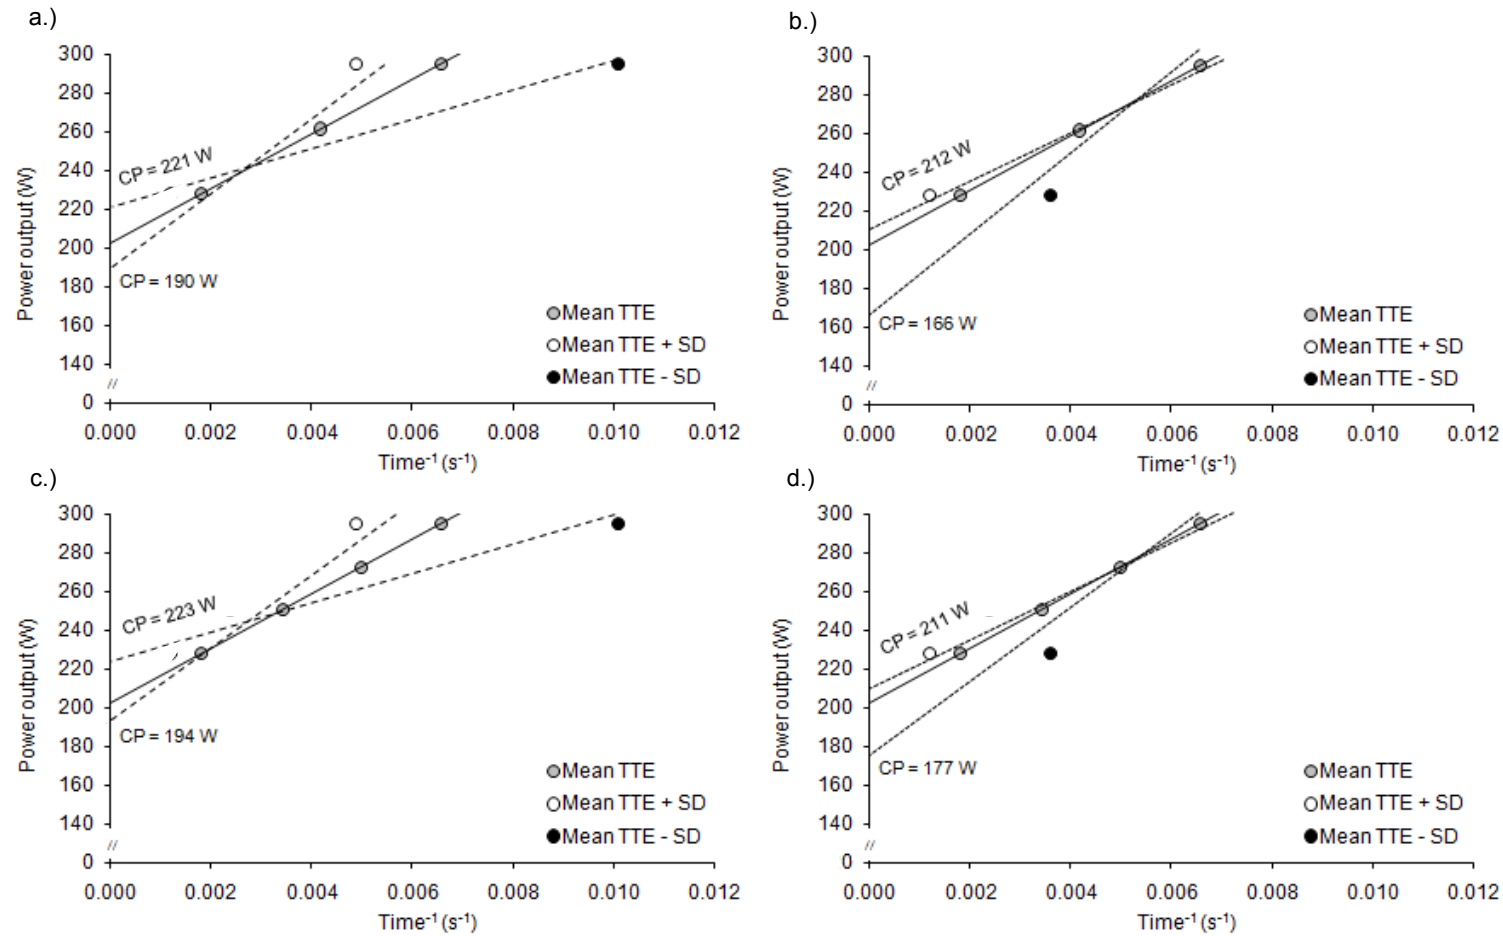 a.)
300
280
260
240
220
200
180
160
140
//
0
Power output (W)
CP = 221 W
CP = 190 W
Mean TTE
Mean TTE + SD
Mean TTE - SD
0.000 0.002 0.004 0.006 0.008 0.010 0.012
Time⁻¹ (s⁻¹)
b.)
300
280
260
240
220
200
180
160
140
//
0
Power output (W)
CP = 212 W
CP = 166 W
Mean TTE
Mean TTE + SD
Mean TTE - SD
0.000 0.002 0.004 0.006 0.008 0.010 0.012
Time⁻¹ (s⁻¹)
c.)
300
280
260
240
220
200
180
160
140
//
0
Power output (W)
CP = 223 W
CP = 194 W
Mean TTE
Mean TTE + SD
Mean TTE - SD
0.000 0.002 0.004 0.006 0.008 0.010 0.012
Time⁻¹ (s⁻¹)
d.)
300
280
260
240
220
200
180
160
140
//
0
Power output (W)
CP = 211 W
CP = 177 W
Mean TTE
Mean TTE + SD
Mean TTE - SD
0.000 0.002 0.004 0.006 0.008 0.010 0.012
Time⁻¹ (s⁻¹)